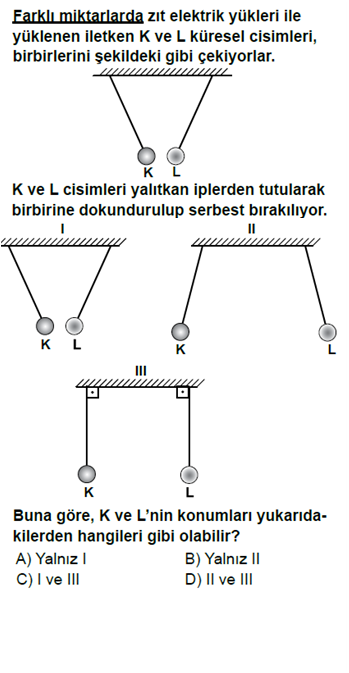 Farklı miktarlarda zıt elektrik yükleri ile
yüklenen iletken K ve L küresel cisimleri,
birbirlerini şekildeki gibi çekiyorlar.
K L
K ve L cisimleri yalıtkan iplerden tutularak
birbirine dokundurulup serbest bırakılıyor.
I II
K L K L
III
K L
Buna göre, K ve L’nin konumları yukarıda-
kilerden hangileri gibi olabilir?
A) Yalnız I B) Yalnız II
C) I ve III D) II ve III